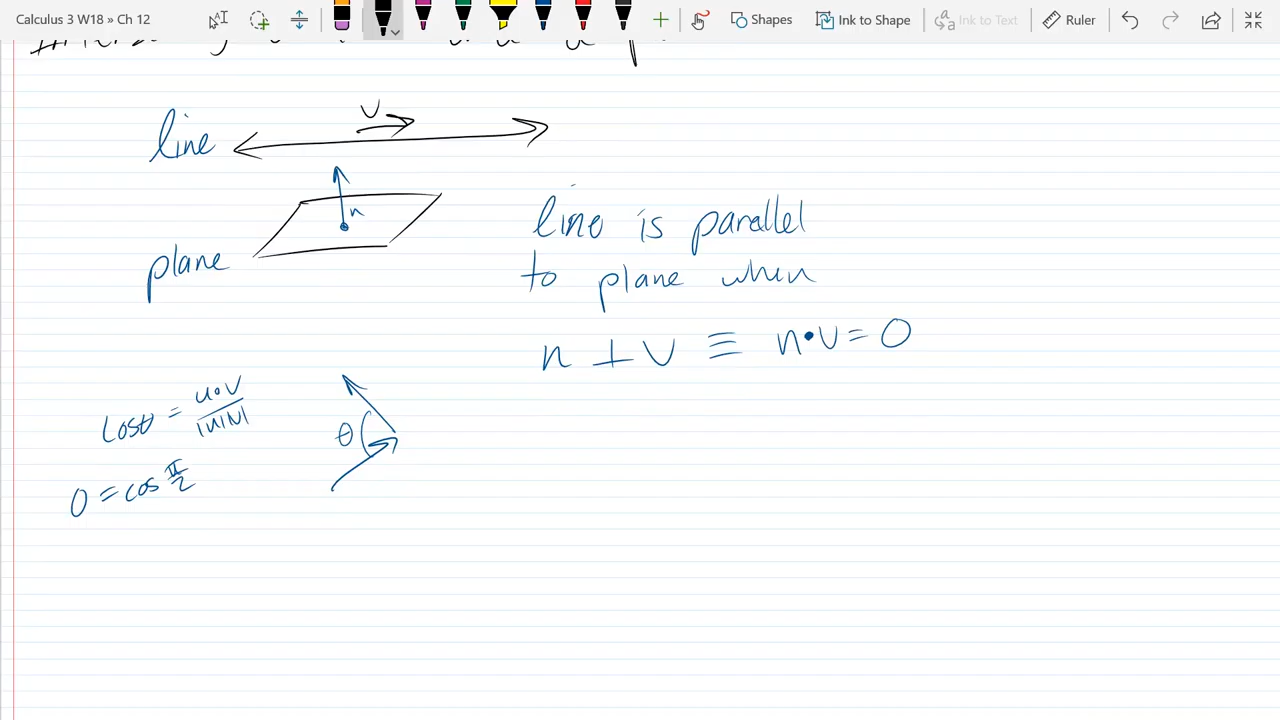 Calculus 3 W18 » Ch 12
Shapes
Ink to Shape
Ink to Text
Ruler
v
line
n
plane
line is parallel
to plane when
n ⊥ v ≡ n•v = 0
cosθ = u•v/|u||v|
θ
0 = cos π/2